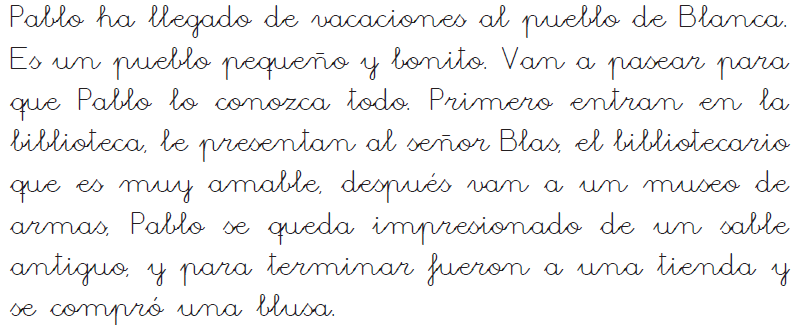 Pablo ha llegado de vacaciones al pueblo de Blanca.
Es un pueblo pequeño y bonito. Van a pasear para
que Pablo lo conozca todo. Primero entran en la
biblioteca, le presentan al señor Blas, el bibliotecario
que es muy amable, después van a un museo de
armas, Pablo se queda impresionado de un sable
antiguo, y para terminar fueron a una tienda y
se compró una blusa.